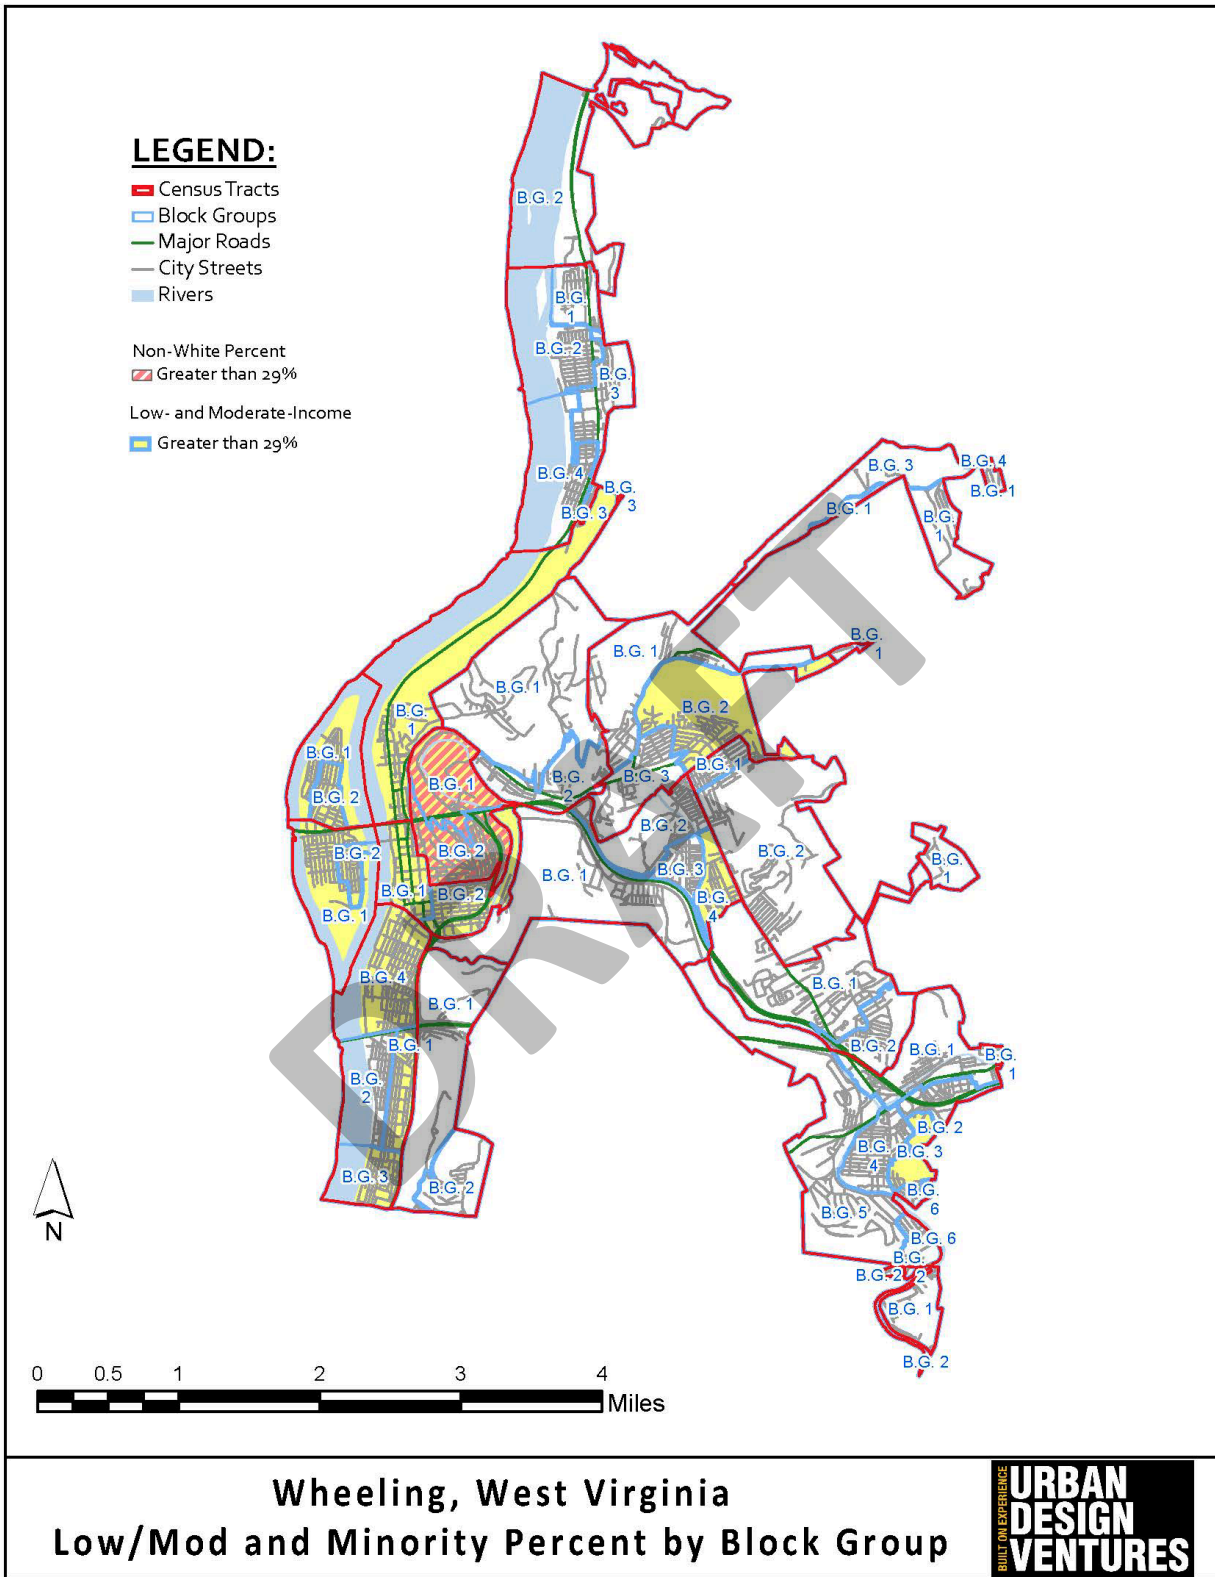 LEGEND:
Census Tracts
Block Groups
Major Roads
City Streets
Rivers
Non-White Percent
Greater than 29%
Low- and Moderate-Income
Greater than 29%
B.G. 2
B.G.
1
B.G. 2
B.G.
3
B.G. 4
B.G.
3
B.G. 3
B.G. 3
B.G. 4
B.G. 1
B.G. 1
B.G.
1
B.G.
1
B.G. 1
B.G. 1
B.G. 2
B.G.
1
B.G. 1
B.G. 1
B.G. 2
B.G. 1
B.G.
2
B.G. 3
B.G. 1
B.G. 2
B.G. 2
B.G. 2
B.G. 2
B.G. 1
B.G. 1
B.G. 2
B.G. 1
B.G. 3
B.G.
4
B.G. 2
B.G.
1
B.G. 4
B.G. 1
B.G. 1
B.G. 1
B.G.
2
B.G. 3
B.G. 2
B.G. 2
B.G. 1
B.G.
1
B.G. 2
B.G.
4
B.G. 3
B.G.
6
B.G. 5
B.G. 6
B.G.
2
B.G. 2
B.G. 1
B.G. 2
DRAFT
N
0 0.5 1 2 3 4
Miles
Wheeling, West Virginia
Low/Mod and Minority Percent by Block Group
BUILT ON EXPERIENCE
URBAN
DESIGN
VENTURES